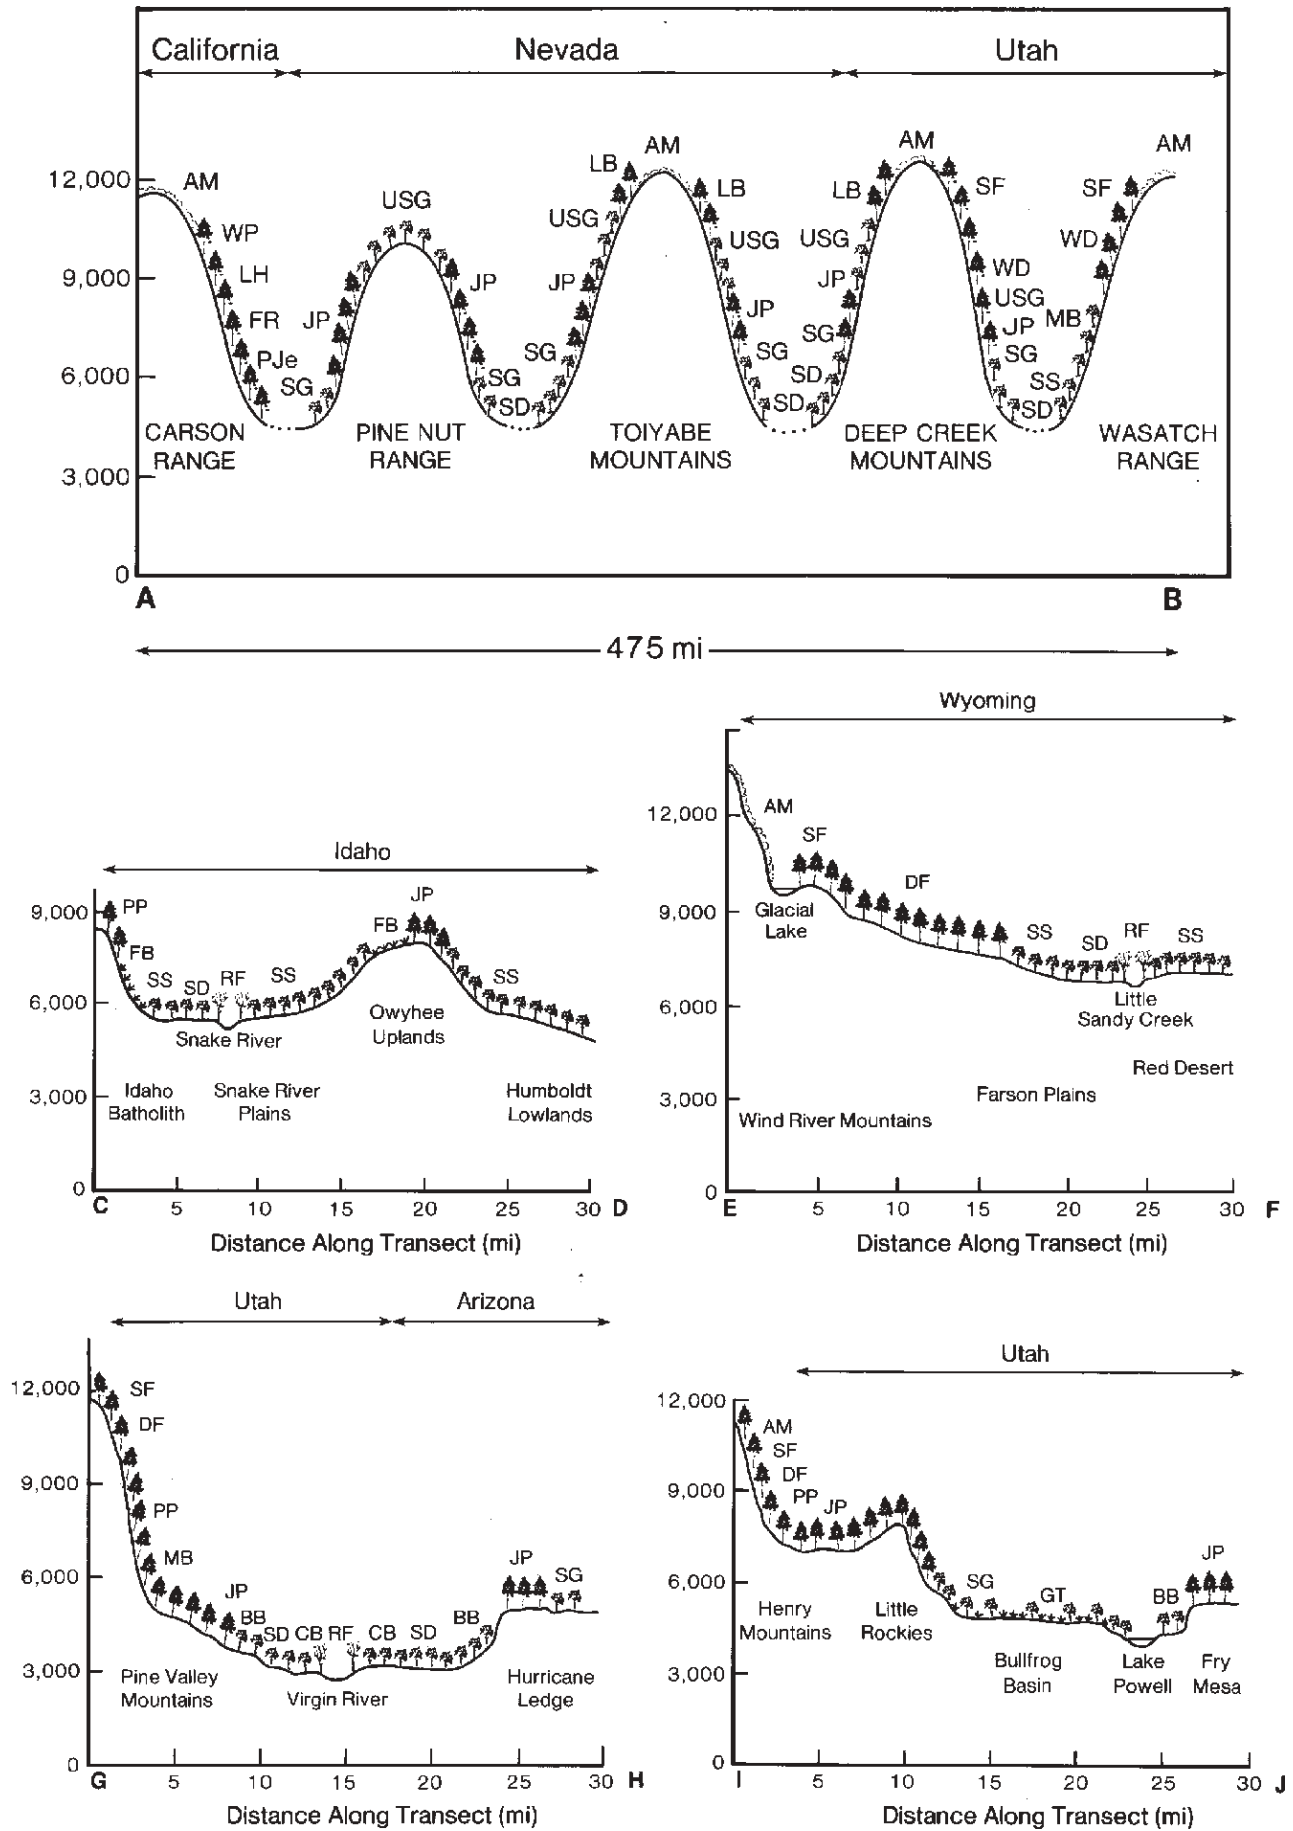 California Nevada Utah
AM
LB AM
AM
AM
12,000
WP
USG
USG
LB
LB
SF
SF
LH
USG
USG
WD
WD
9,000
FR JP
JP
JP
JP
JP
USG
MB
PJe
SG
SG
SG
SG
JP
SG
6,000
SG
SD
SD
SD
SD
SS
CARSON RANGE
PINE NUT RANGE
TOIYABE MOUNTAINS
DEEP CREEK MOUNTAINS
WASATCH RANGE
3,000
0
A B
475 mi
Idaho
9,000
PP
FB
SS SD RF SS
FB
JP
SS
6,000
Snake River
Owyhee Uplands
3,000
Idaho Batholith
Snake River Plains
Humboldt Lowlands
0
C 5 10 15 20 25 30 D
Distance Along Transect (mi)
Wyoming
12,000
AM
SF
DF
9,000
Glacial Lake
SS
SD
RF
SS
6,000
Little Sandy Creek
Red Desert
3,000
Farson Plains
Wind River Mountains
0
E 5 10 15 20 25 30 F
Distance Along Transect (mi)
Utah Arizona
12,000
SF
DF
9,000
PP
6,000
MB
JP
BB
SD CB RF CB SD
BB
JP
SG
3,000
Pine Valley Mountains
Virgin River
Hurricane Ledge
0
G 5 10 15 20 25 30 H
Distance Along Transect (mi)
Utah
12,000
AM
SF
DF
PP
JP
9,000
6,000
SG
GT
BB
JP
Henry Mountains
Little Rockies
Bullfrog Basin
Lake Powell
Fry Mesa
3,000
0
I 5 10 15 20 25 30 J
Distance Along Transect (mi)